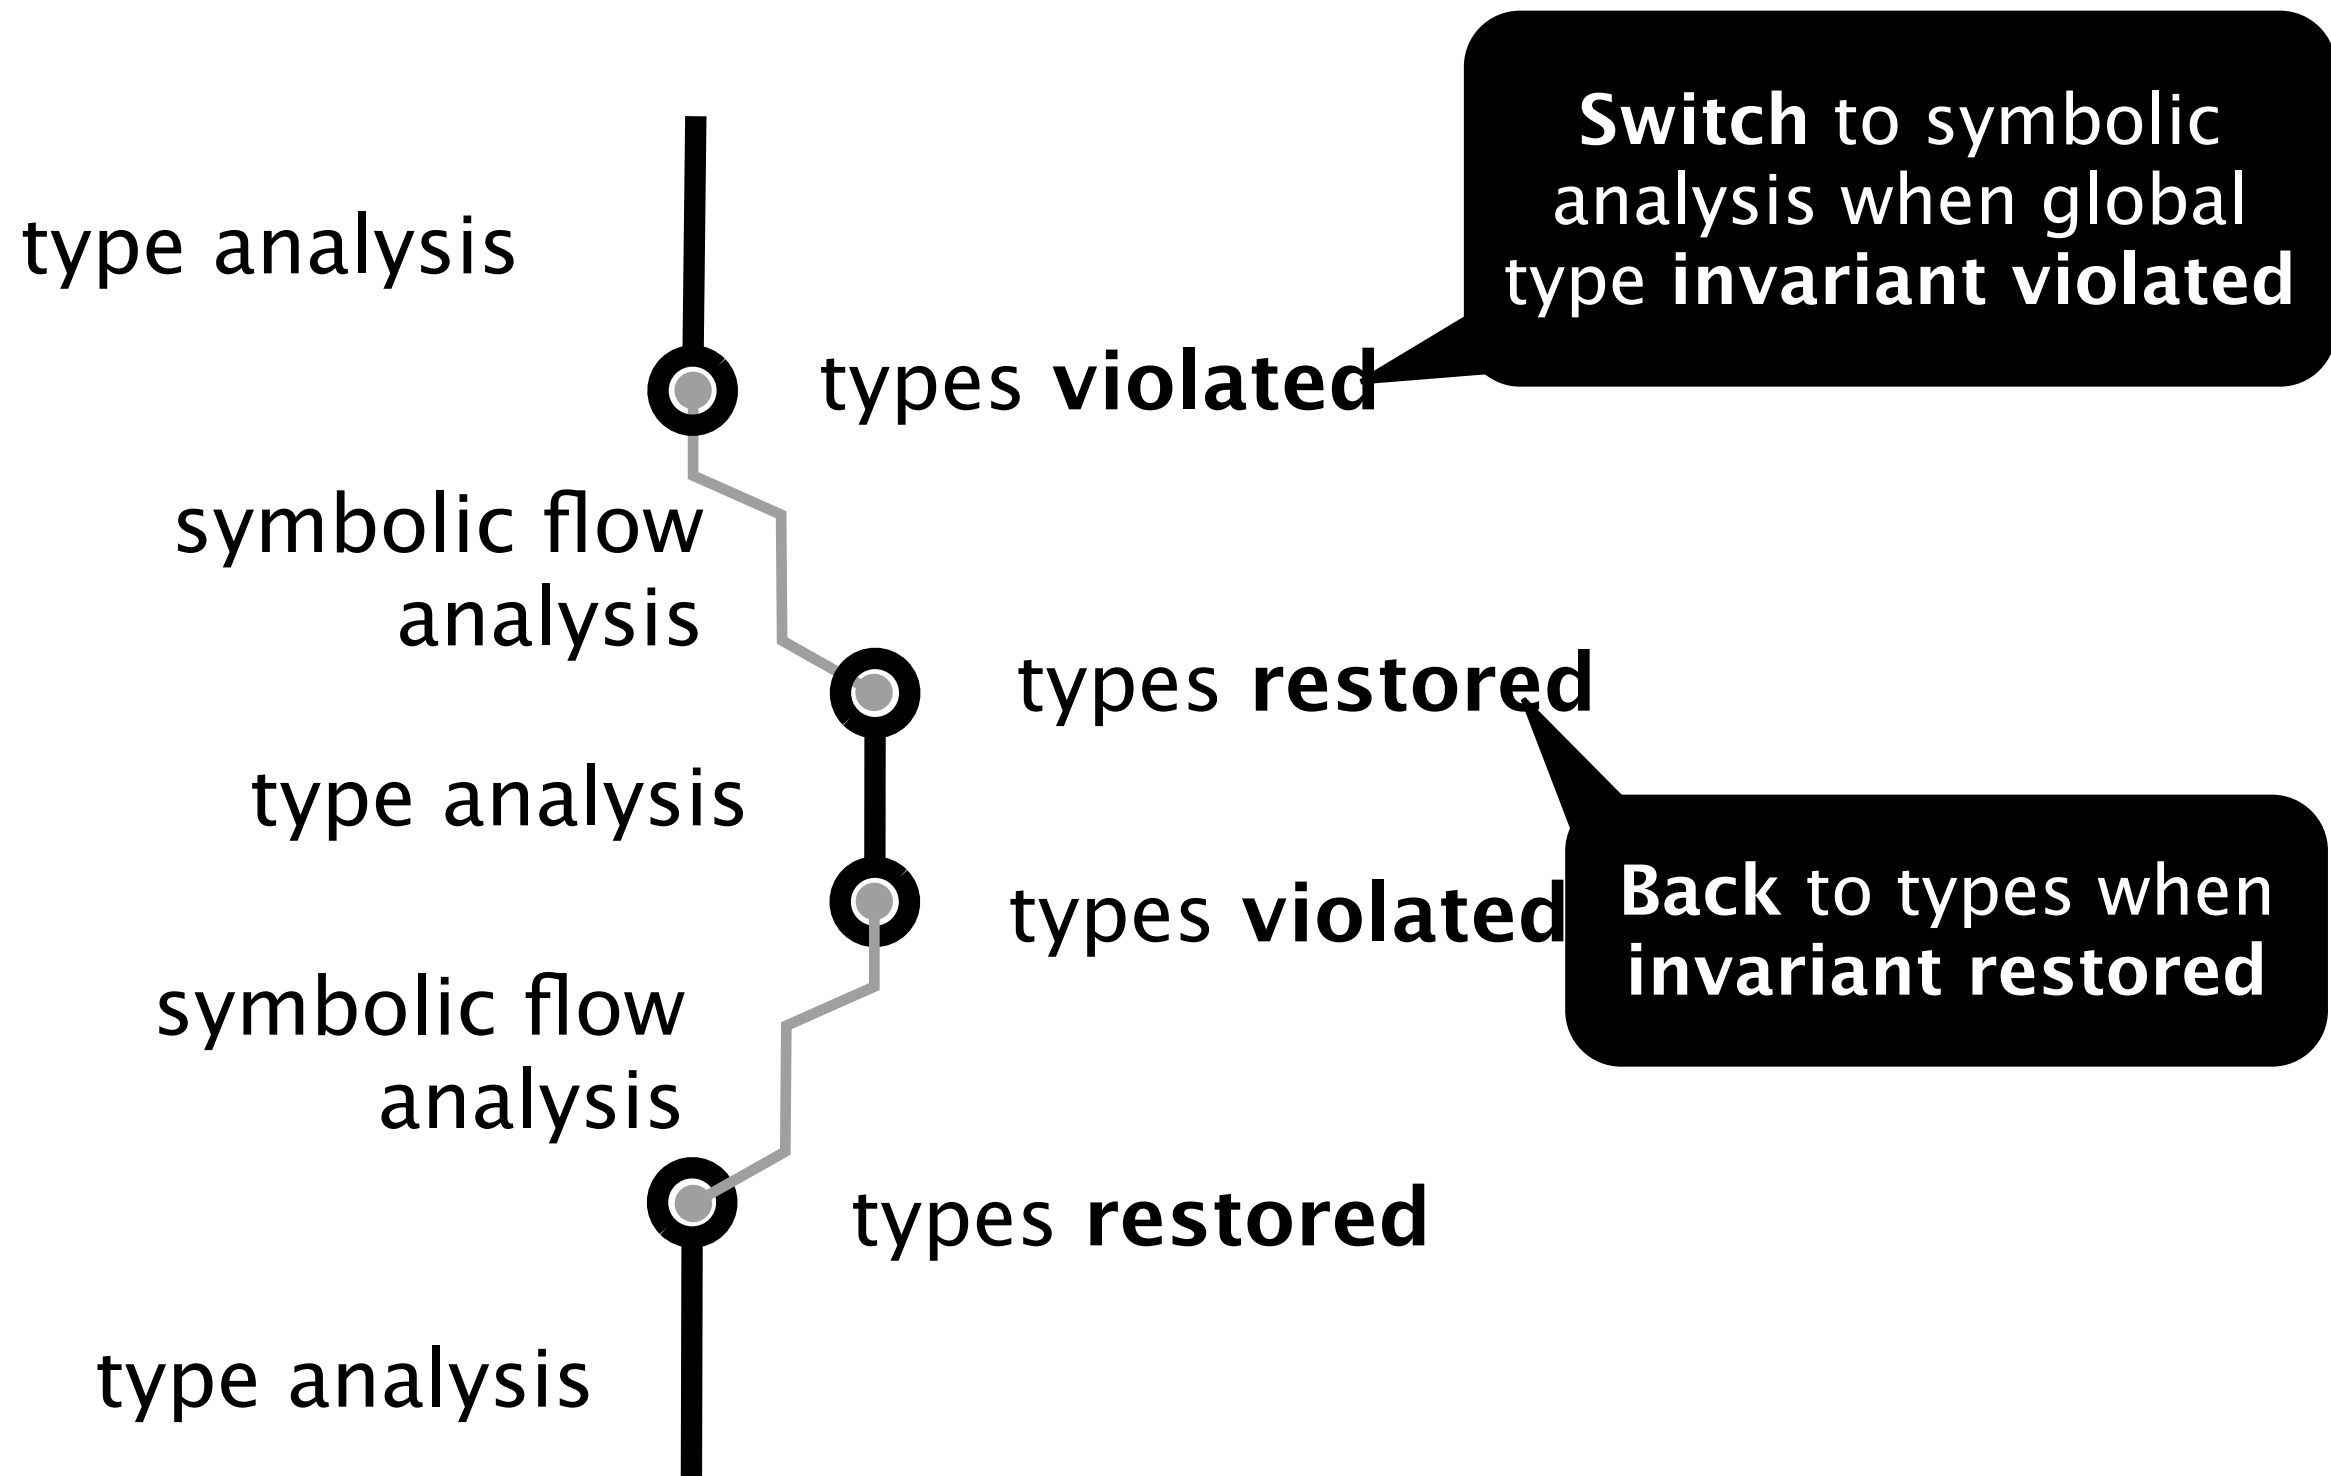 Switch to symbolic
analysis when global
type invariant violated
type analysis
types violated
symbolic flow
analysis
types restored
type analysis
Back to types when
invariant restored
types violated
symbolic flow
analysis
types restored
type analysis